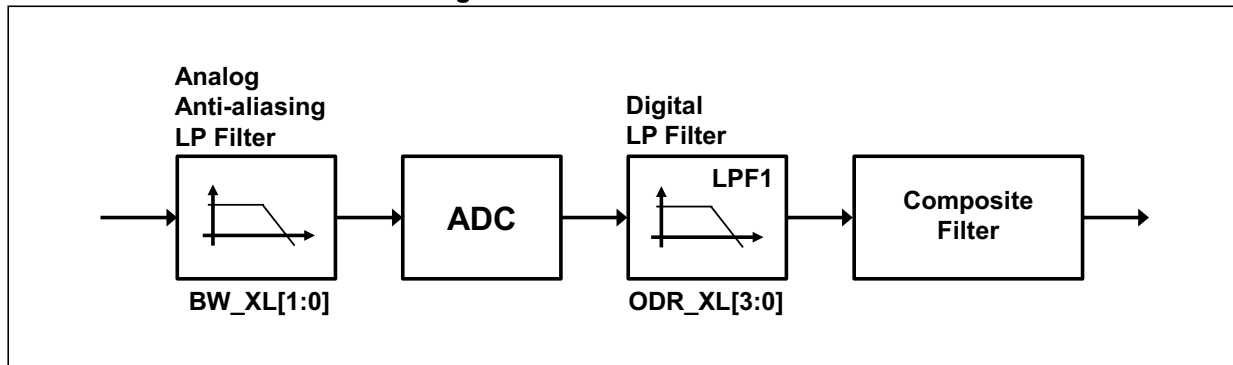 g
Analog
Anti-aliasing
LP Filter
BW_XL[1:0]
ADC
Digital
LP Filter
LPF1
ODR_XL[3:0]
Composite
Filter